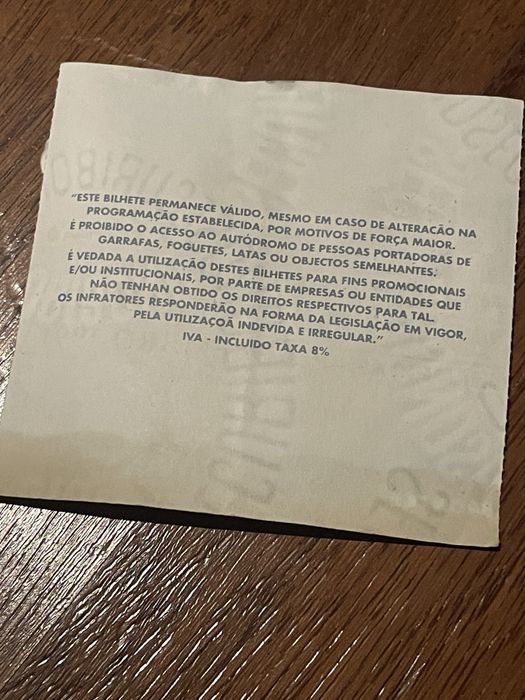 "ESTE BILHETE PERMANECE VÁLIDO, MESMO EM CASO DE ALTERACÃO NA
PROGRAMAÇÃO ESTABELECIDA, POR MOTIVOS DE FORÇA MAIOR.
É PROIBIDO O ACESSO AO AUTÓDROMO DE PESSOAS PORTADORAS DE
GARRAFAS, FOGUETES, LATAS OU OBJECTOS SEMELHANTES.
É VEDADA A UTILIZAÇÃO DESTES BILHETES PARA FINS PROMOCIONAIS
E/OU INSTITUCIONAIS, POR PARTE DE EMPRESAS OU ENTIDADES QUE
NÃO TENHAN OBTIDO OS DIREITOS RESPECTIVOS PARA TAL.
OS INFRATORES RESPONDERÃO NA FORMA DA LEGISLAÇÃO EM VIGOR,
PELA UTILIZAÇOÃ INDEVIDA E IRREGULAR."
IVA - INCLUIDO TAXA 8%